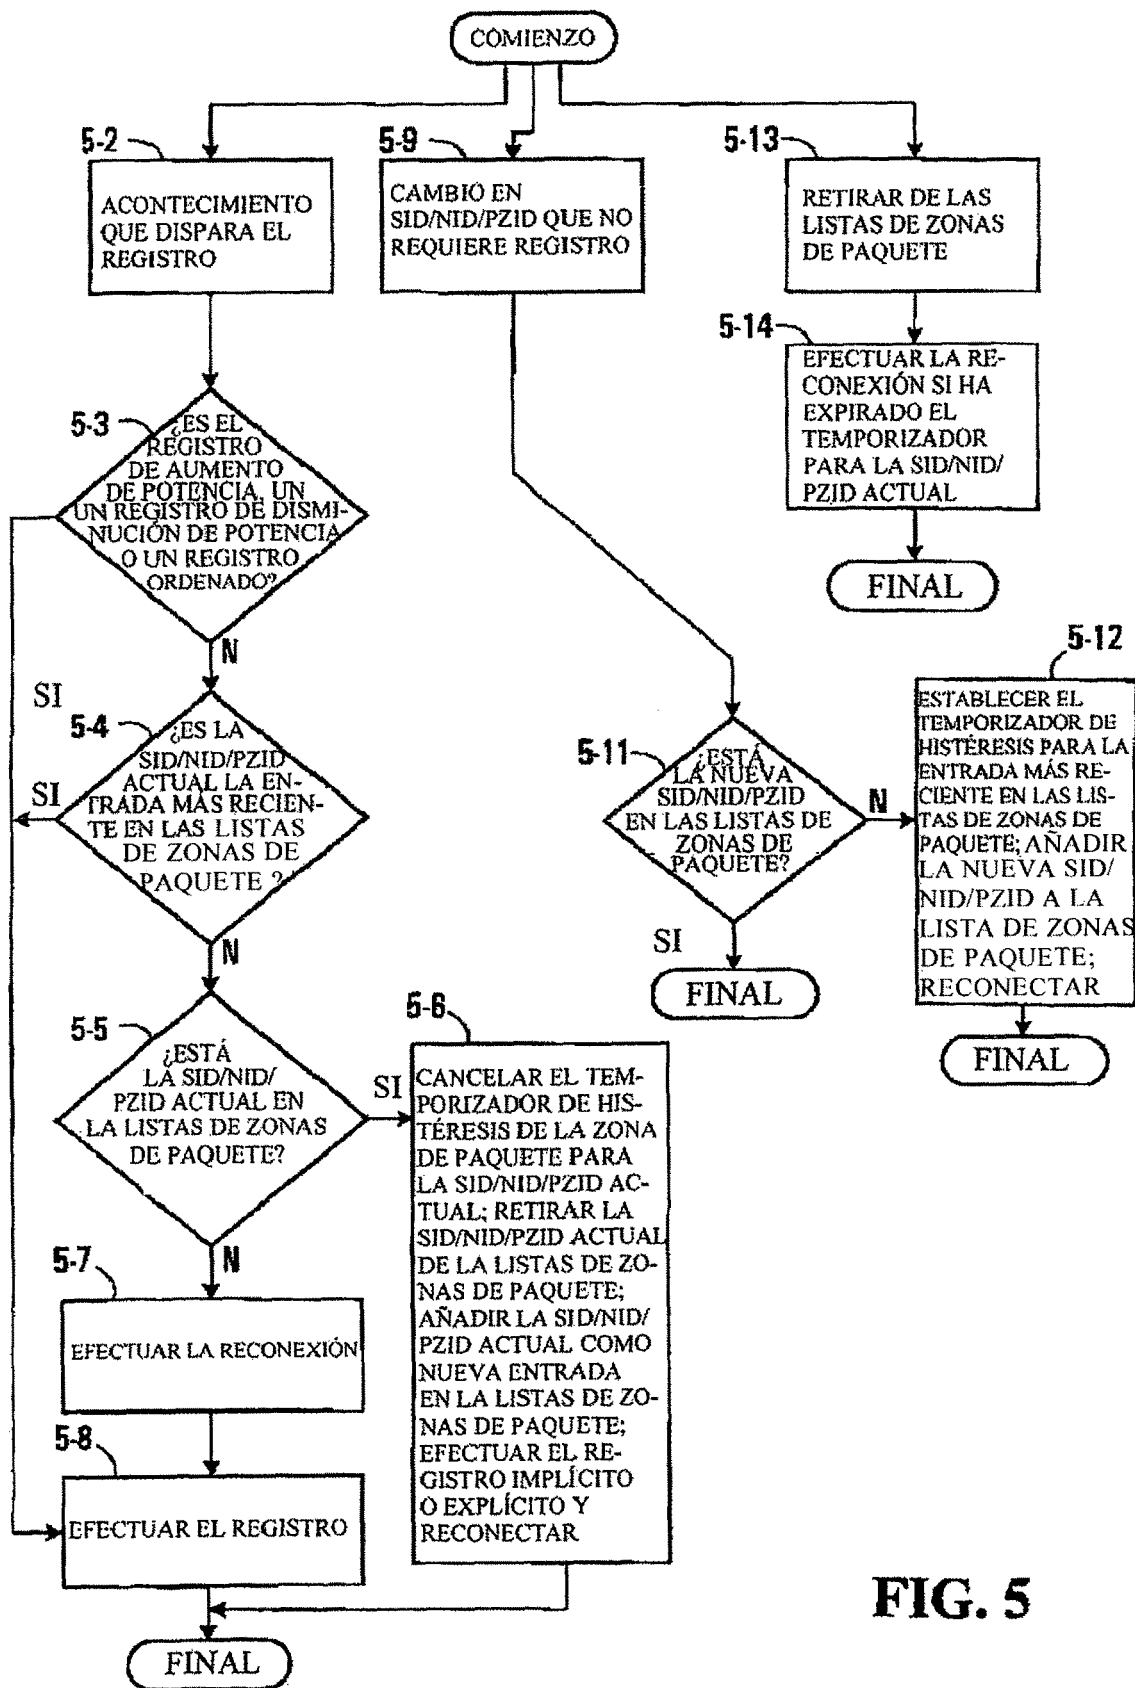 COMIENZO
5-2
ACONTECIMIENTO
QUE DISPARA EL
REGISTRO
5-3
¿ES EL
REGISTRO
DE AUMENTO
DE POTENCIA, UN
UN REGISTRO DE DISMI-
NUCIÓN DE POTENCIA
O UN REGISTRO
ORDENADO?
N
SI
5-4
¿ES LA
SID/NID/PZID
ACTUAL LA EN-
TRADA MÁS RECIEN-
TE EN LAS LISTAS
DE ZONAS DE
PAQUETE ?
SI
N
5-5
¿ESTÁ
LA SID/NID/
PZID ACTUAL EN
LA LISTAS DE ZONAS
DE PAQUETE?
SI
N
5-6
CANCELAR EL TEM-
PORIZADOR DE HIS-
TÉRESIS DE LA ZONA
DE PAQUETE PARA
LA SID/NID/PZID AC-
TUAL; RETIRAR LA
SID/NID/PZID ACTUAL
DE LA LISTAS DE ZO-
NAS DE PAQUETE;
AÑADIR LA SID/NID/
PZID ACTUAL COMO
NUEVA ENTRADA
EN LA LISTAS DE ZO-
NAS DE PAQUETE;
EFECTUAR EL RE-
GISTRO IMPLÍCITO
O EXPLÍCITO Y
RECONECTAR
5-7
EFECTUAR LA RECONEXIÓN
5-8
EFECTUAR EL REGISTRO
FINAL
5-9
CAMBIO EN
SID/NID/PZID QUE NO
REQUIERE REGISTRO
5-11
¿ESTÁ
LA NUEVA
SID/NID/PZID
EN LAS LISTAS DE
ZONAS DE
PAQUETE?
N
SI
FINAL
5-12
ESTABLECER EL
TEMPORIZADOR DE
HISTÉRESIS PARA LA
ENTRADA MÁS RE-
CIENTE EN LAS LIS-
TAS DE ZONAS DE
PAQUETE; AÑADIR
LA NUEVA SID/
NID/PZID A LA
LISTA DE ZONAS
DE PAQUETE;
RECONECTAR
FINAL
5-13
RETIRAR DE LAS
LISTAS DE ZONAS
DE PAQUETE
5-14
EFECTUAR LA RE-
CONEXIÓN SI HA
EXPIRADO EL
TEMPORIZADOR
PARA LA SID/NID/
PZID ACTUAL
FINAL
FIG. 5